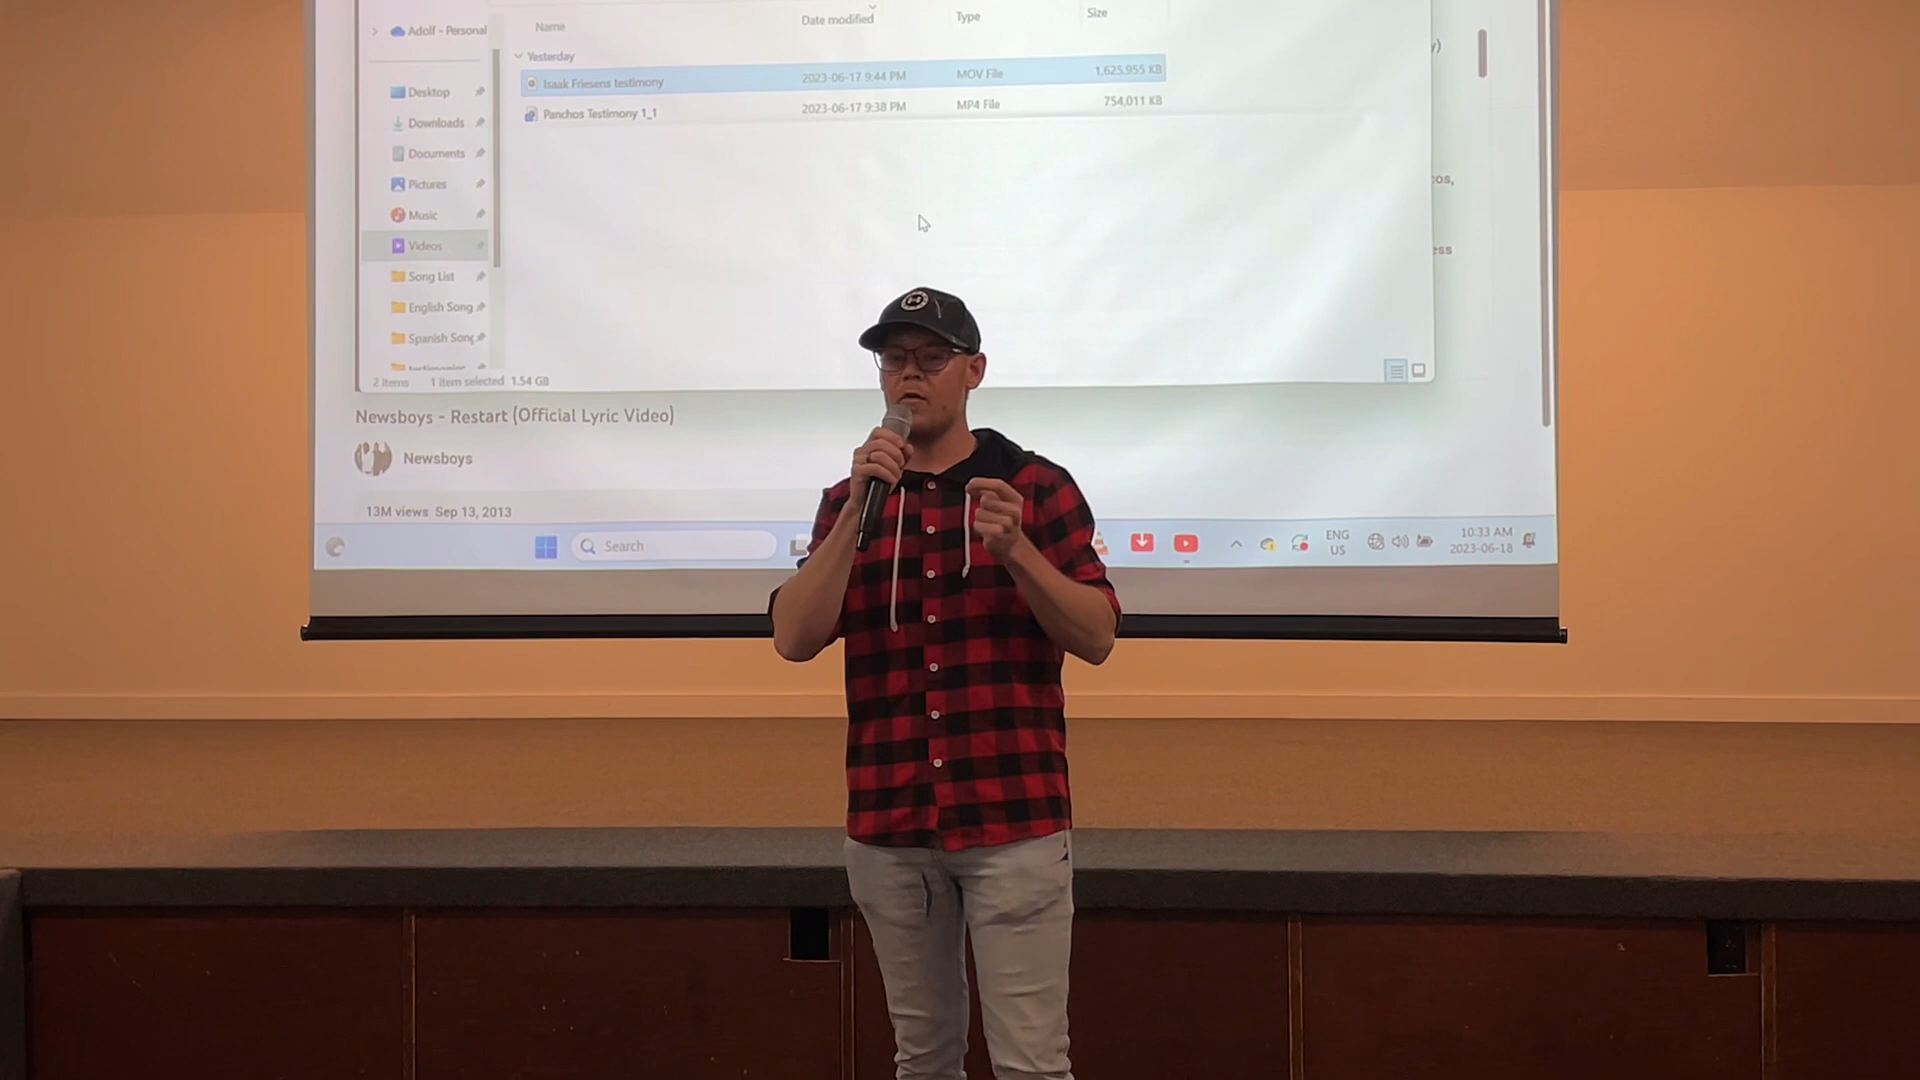 Name Date modified Type Size
Adolf - Personal
Yesterday
Isaak Friesens testimony 2023-06-17 9:44 PM MOV File 1,625,955 KB
Panchos Testimony 1_1 2023-06-17 9:38 PM MP4 File 754,011 KB
Desktop
Downloads
Documents
Pictures
Music
Videos
Song List
English Song
Spanish Song
2 items 1 item selected 1.54 GB
Newsboys - Restart (Official Lyric Video)
Newsboys
13M views Sep 13, 2013
Search
ENG
US
10:33 AM
2023-06-18